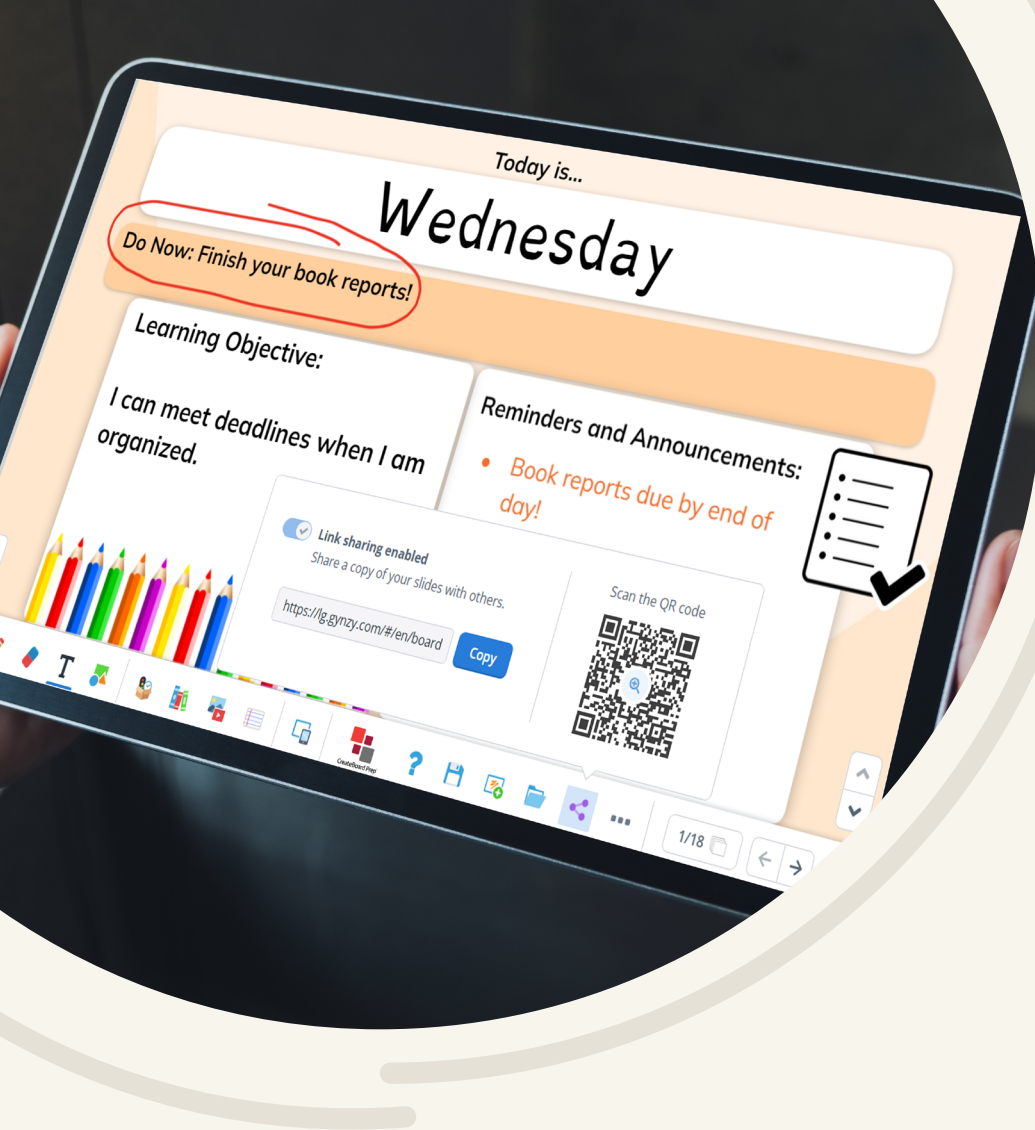 Today is...
Wednesday
Do Now: Finish your book reports!
Learning Objective:
I can meet deadlines when I am
organized.
Reminders and Announcements:
• Book reports due by end of
day!
Link sharing enabled
Share a copy of your slides with others.
https://lg.gynzy.com/#/en/board
Copy
Scan the QR code
T
CreateBoard Prep
?
1/18